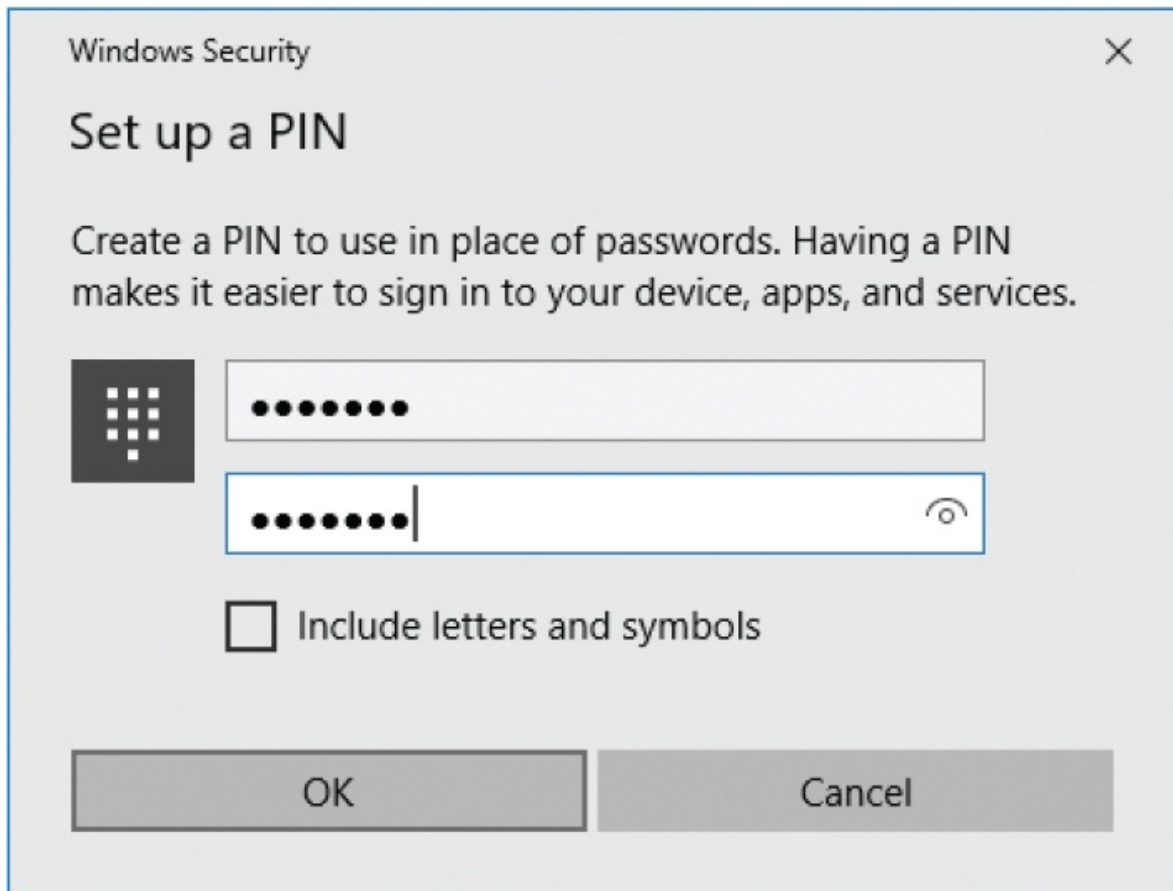 Windows Security
Set up a PIN
Create a PIN to use in place of passwords. Having a PIN
makes it easier to sign in to your device, apps, and services.
•••••••
•••••••
Include letters and symbols
OK
Cancel